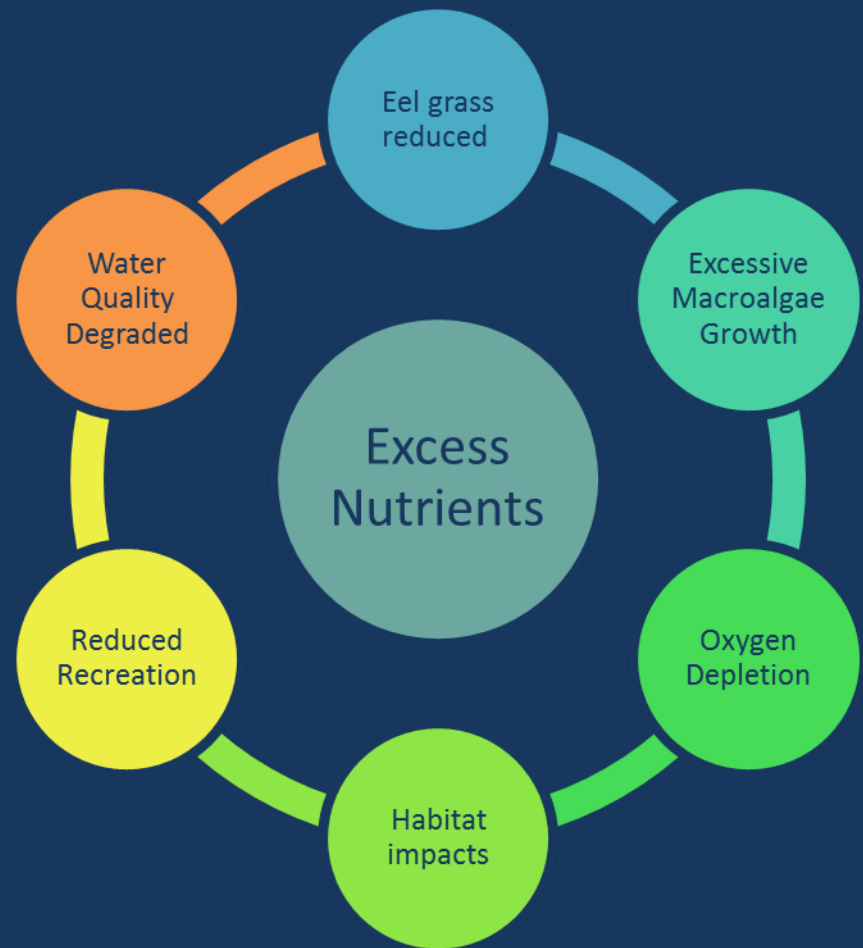 Eel grass
reduced
Excessive
Macroalgae
Growth
Oxygen
Depletion
Habitat
impacts
Reduced
Recreation
Water
Quality
Degraded
Excess
Nutrients